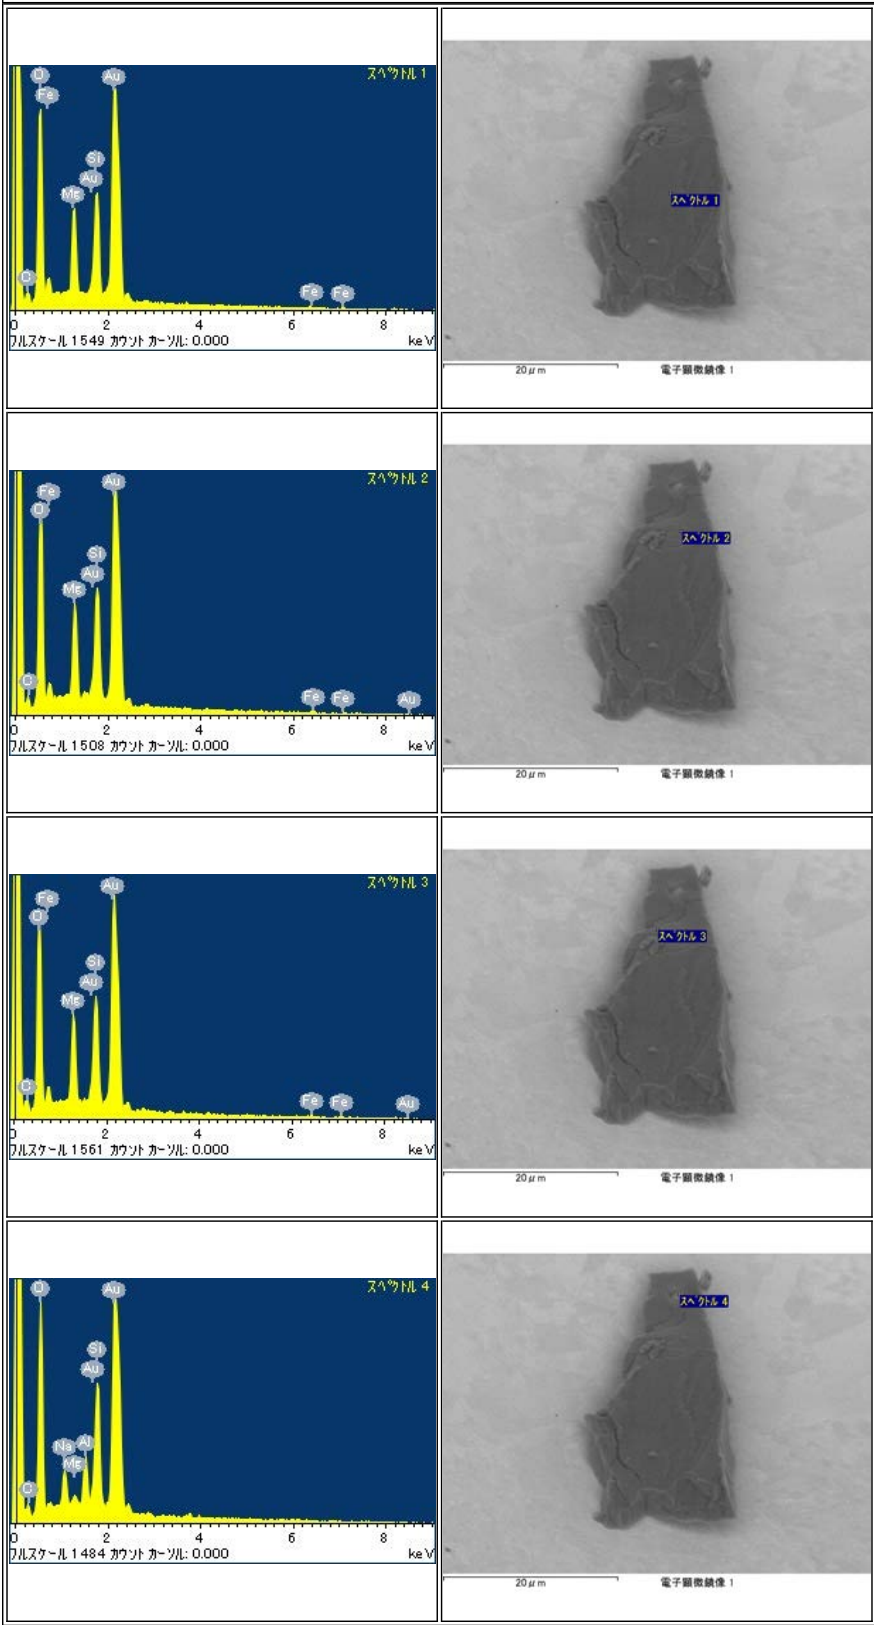 スペクトル 1
O
Au
Fe
Si
Au
Mg
C
Fe
Fe
0
2
4
6
8
フルスケール 1549 カウント カーソル: 0.000
keV
スペクトル 1
20μm
電子顕微鏡像 1
スペクトル 2
Au
Fe
O
Si
Au
Mg
C
Fe
Fe
Au
0
2
4
6
8
フルスケール 1508 カウント カーソル: 0.000
keV
スペクトル 2
20μm
電子顕微鏡像 1
スペクトル 3
Au
Fe
O
Si
Au
Mg
C
Fe
Fe
Au
0
2
4
6
8
フルスケール 1561 カウント カーソル: 0.000
keV
スペクトル 3
20μm
電子顕微鏡像 1
スペクトル 4
O
Au
Si
Au
Na
Al
Mg
C
0
2
4
6
8
フルスケール 1484 カウント カーソル: 0.000
keV
スペクトル 4
20μm
電子顕微鏡像 1